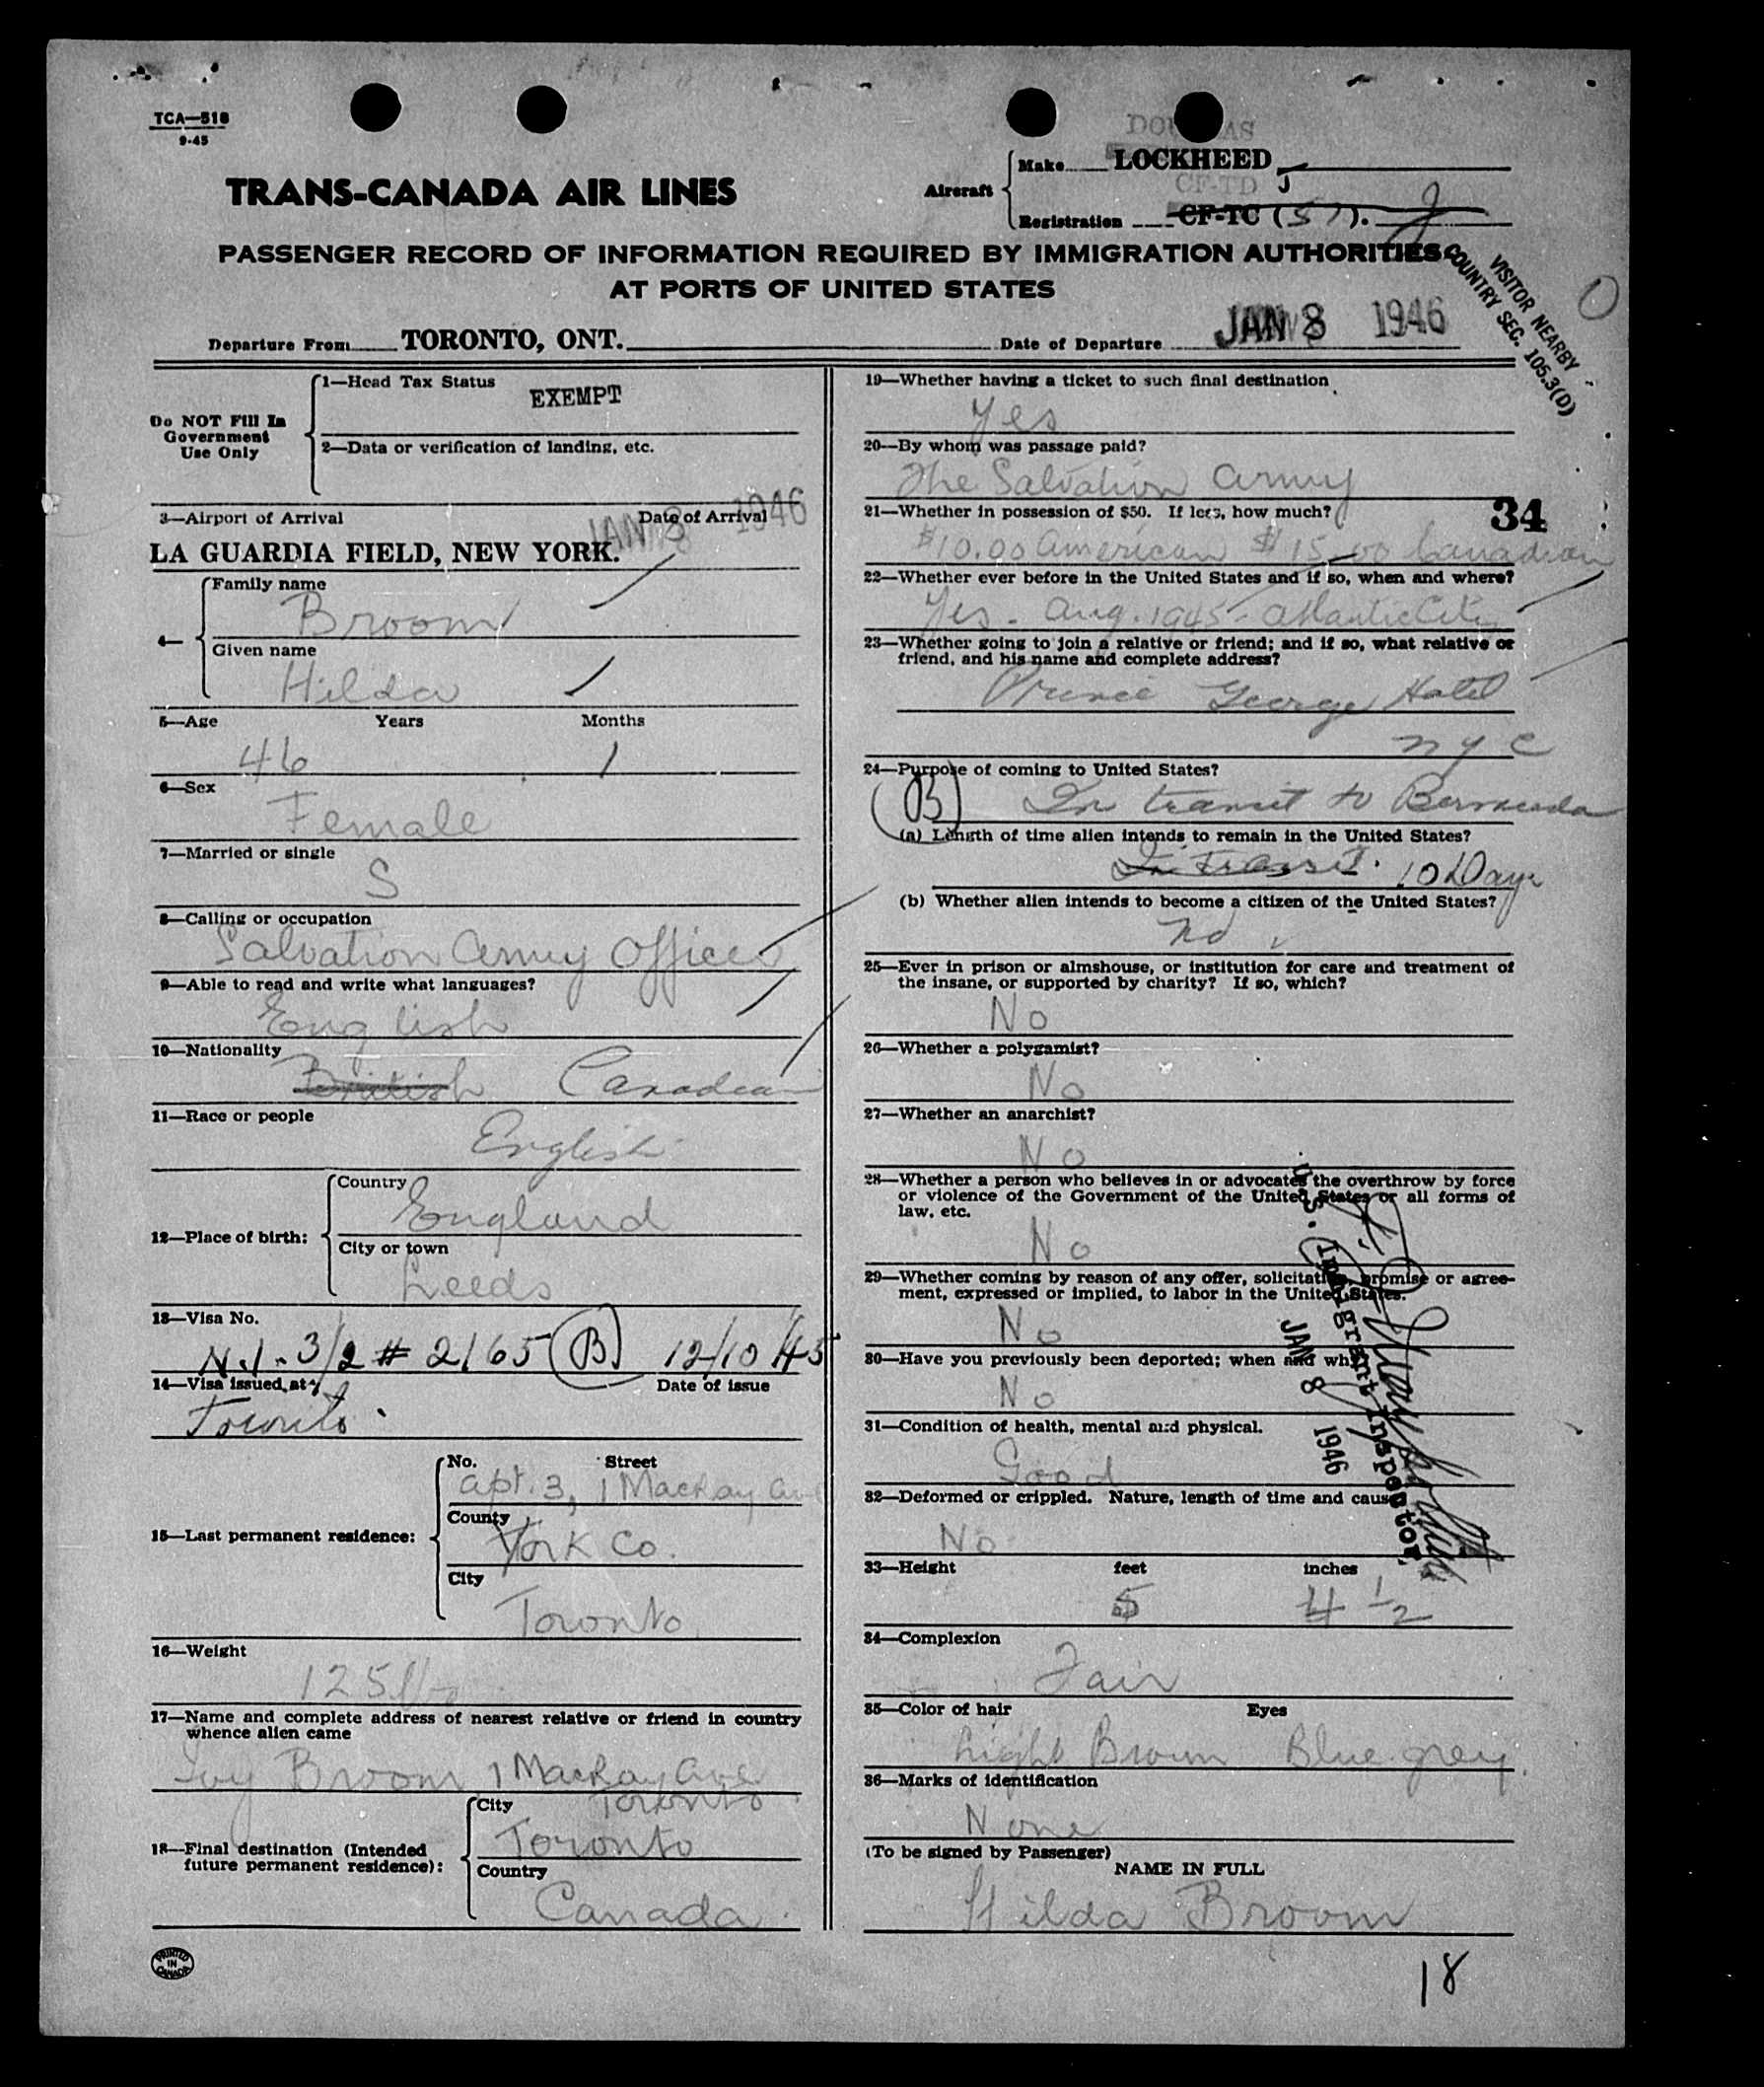 TCA—518
9-45
DOUGLAS
Aircraft
Make LOCKHEED
CF-TD J
Registration CF-TC (57). J
TRANS-CANADA AIR LINES
PASSENGER RECORD OF INFORMATION REQUIRED BY IMMIGRATION AUTHORITIES
AT PORTS OF UNITED STATES
VISITOR NEARBY
COUNTRY SEC. 105.3(D)
Departure From TORONTO, ONT. Date of Departure JAN 8 1946
Do NOT Fill In
Government
Use Only
1—Head Tax Status
EXEMPT
2—Data or verification of landing, etc.
3—Airport of Arrival Date of Arrival
JAN 8 1946
LA GUARDIA FIELD, NEW YORK.
4—
Family name
Broom
Given name
Hilda
5—Age Years Months
46 1
6—Sex
Female
7—Married or single
S
8—Calling or occupation
Salvation Army Officer
9—Able to read and write what languages?
English
10—Nationality
British Canadian
11—Race or people
English
12—Place of birth:
Country
England
City or town
Leeds
13—Visa No.
N.I. 3/2 # 2165 (B) 12/10/45
14—Visa issued at Date of issue
Toronto.
15—Last permanent residence:
No. Street
apt. 3, 1 MacKay Ave
County
York Co.
City
Toronto
16—Weight
125 lbs
17—Name and complete address of nearest relative or friend in country
whence alien came
Ivy Broom 1 MacKay Ave
Toronto
18—Final destination (Intended
future permanent residence):
City
Toronto
Country
Canada.
PRINTED
IN
CANADA
19—Whether having a ticket to such final destination
Yes
20—By whom was passage paid?
The Salvation Army
21—Whether in possession of $50. If less, how much?
34
$10.00 American $15.00 Canadian
22—Whether ever before in the United States and if so, when and where?
Yes. Aug. 1945 - Atlantic City
23—Whether going to join a relative or friend; and if so, what relative or
friend, and his name and complete address?
Prince George Hotel
NYC
24—Purpose of coming to United States?
(B) In transit to Bermuda
(a) Length of time alien intends to remain in the United States?
In transit. 10 Days
(b) Whether alien intends to become a citizen of the United States?
No
25—Ever in prison or almshouse, or institution for care and treatment of
the insane, or supported by charity? If so, which?
No
26—Whether a polygamist?
No
27—Whether an anarchist?
No
28—Whether a person who believes in or advocates the overthrow by force
or violence of the Government of the United States or all forms of
law, etc.
No
29—Whether coming by reason of any offer, solicitation, promise or agree-
ment, expressed or implied, to labor in the United States.
No
30—Have you previously been deported; when and why
No
31—Condition of health, mental and physical.
Good
32—Deformed or crippled. Nature, length of time and cause
No
U.S. Immigrant Inspector.
JAN 8 1946
33—Height feet inches
5 4 1/2
34—Complexion
Fair
35—Color of hair Eyes
Light Brown Blue-grey
36—Marks of identification
None
(To be signed by Passenger)
NAME IN FULL
Hilda Broom
18